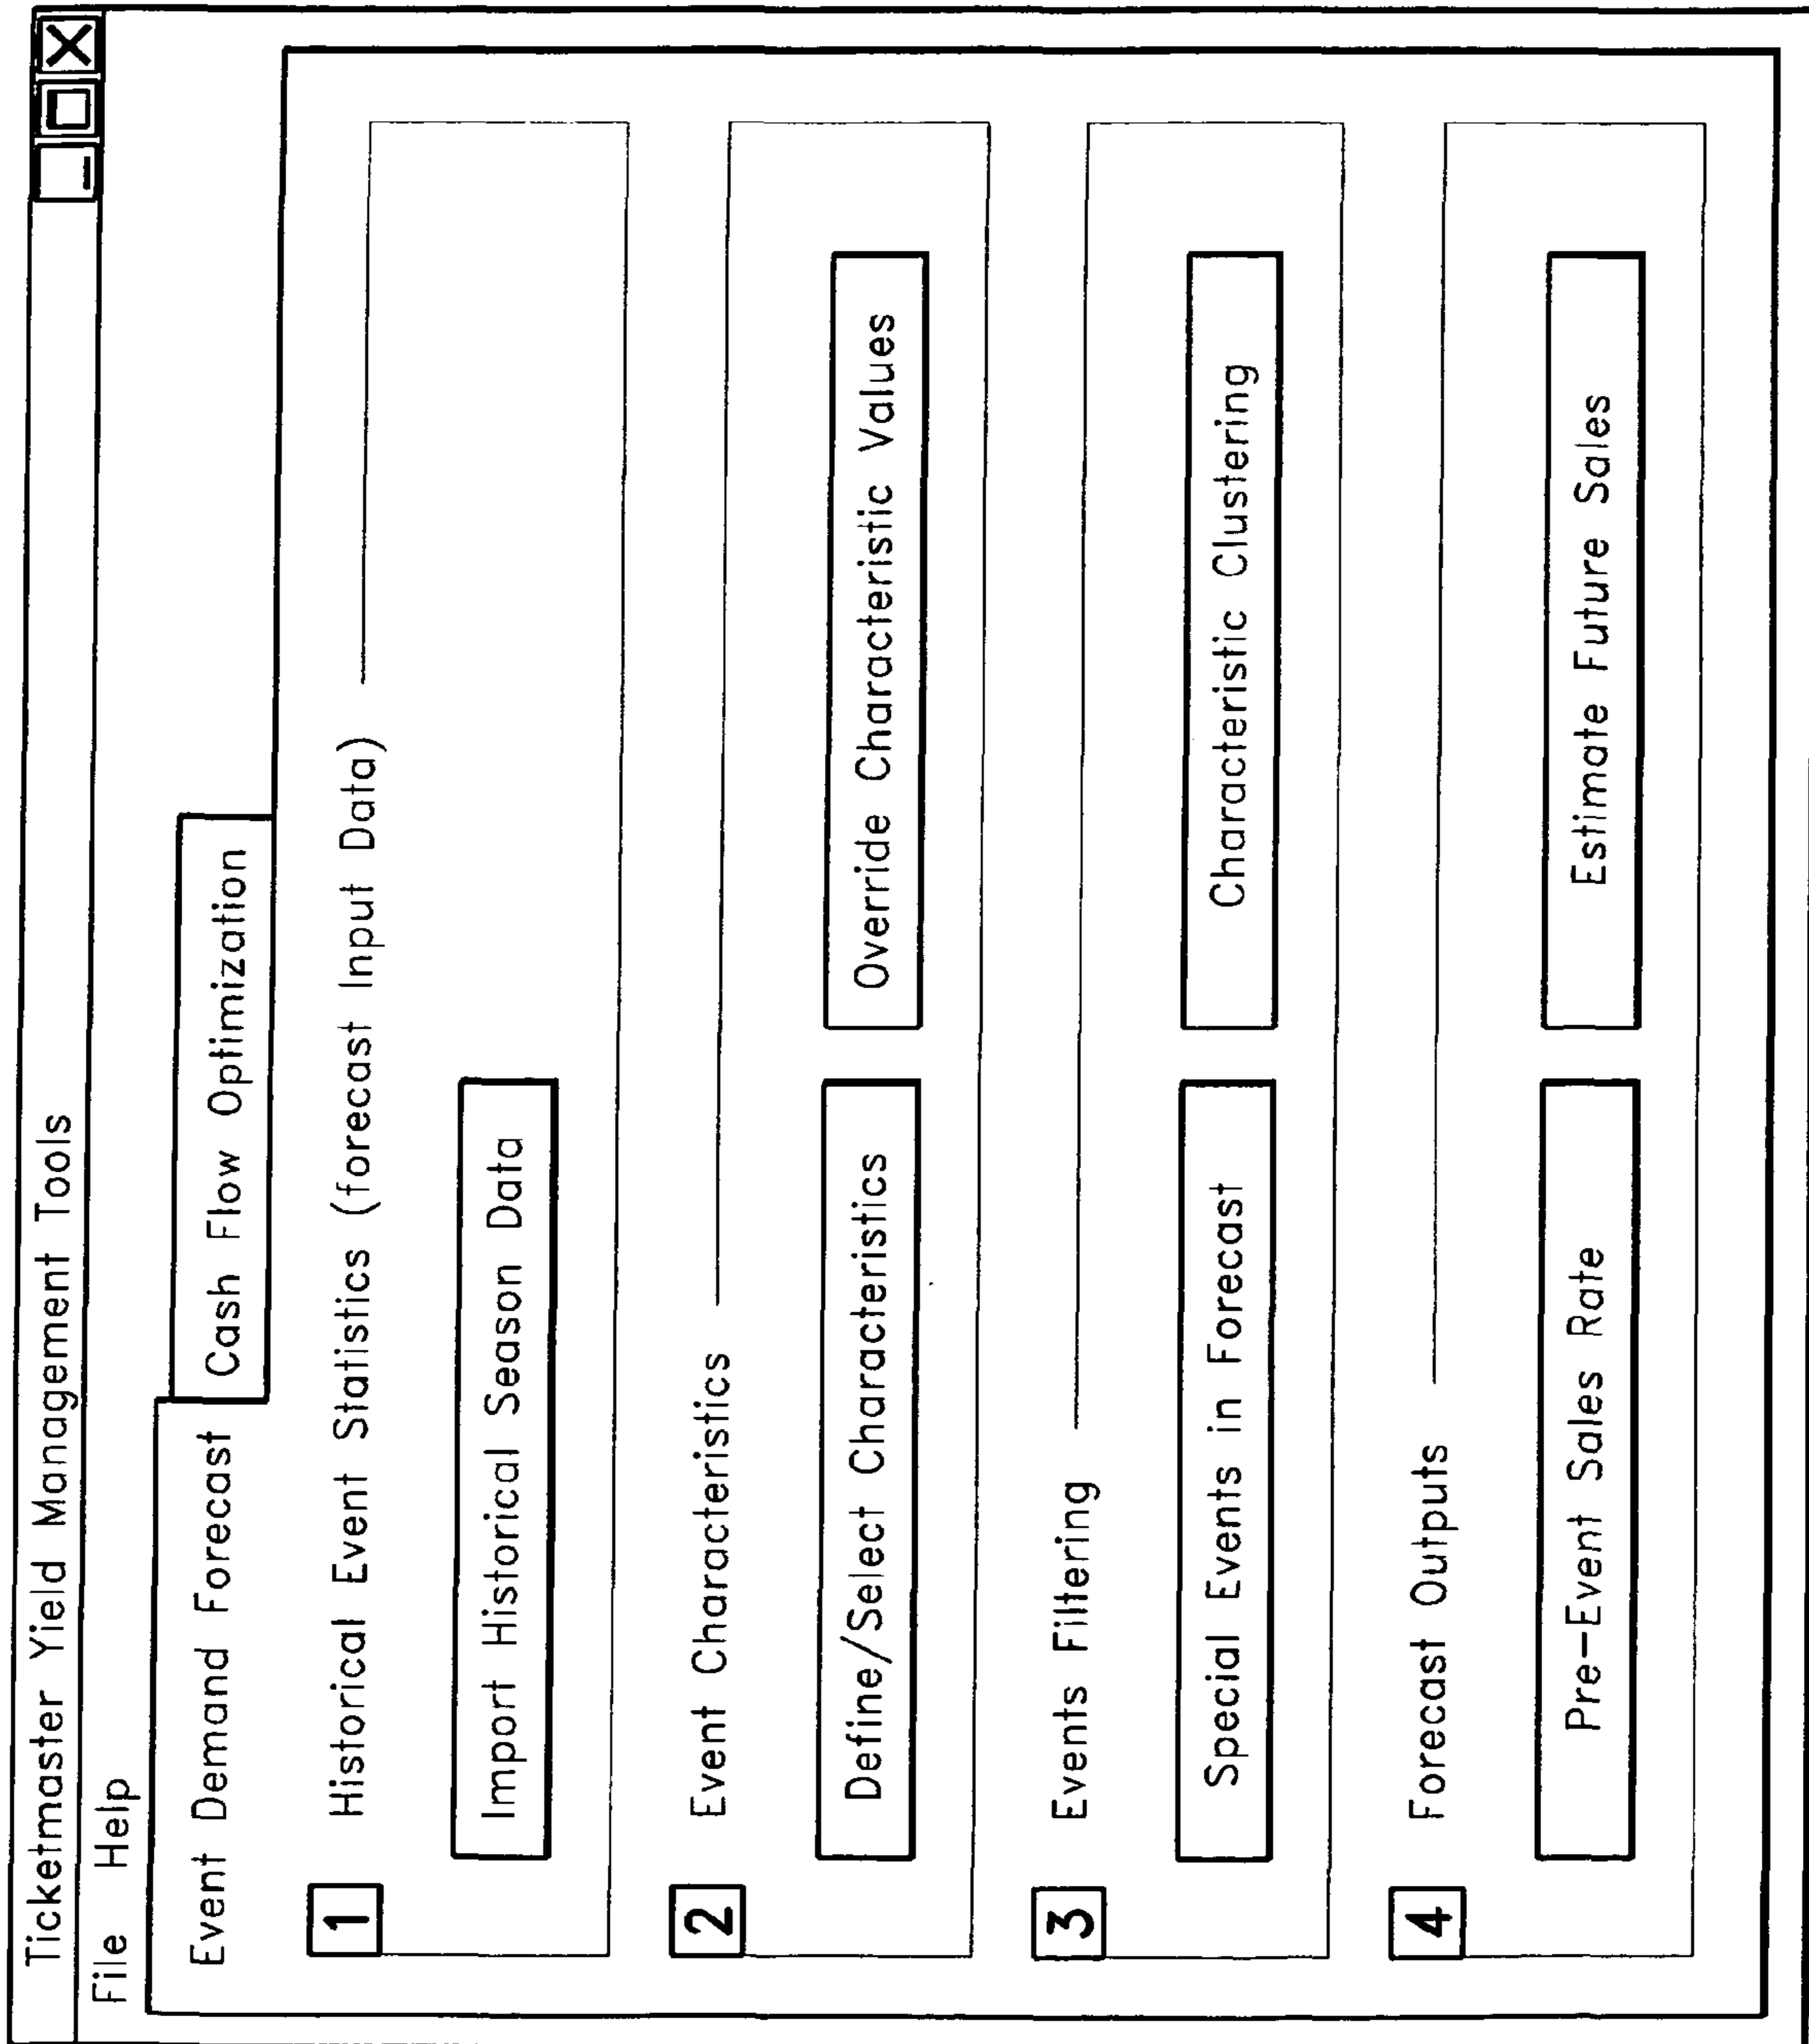 Ticketmaster Yield Management Tools
File Help
Event Demand Forecast Cash Flow Optimization
1 Historical Event Statistics (forecast Input Data)
Import Historical Season Data
2 Event Characteristics
Define/Select Characteristics Override Characteristic Values
3 Events Filtering
Special Events in Forecast Characteristic Clustering
4 Forecast Outputs
Pre-Event Sales Rate Estimate Future Sales